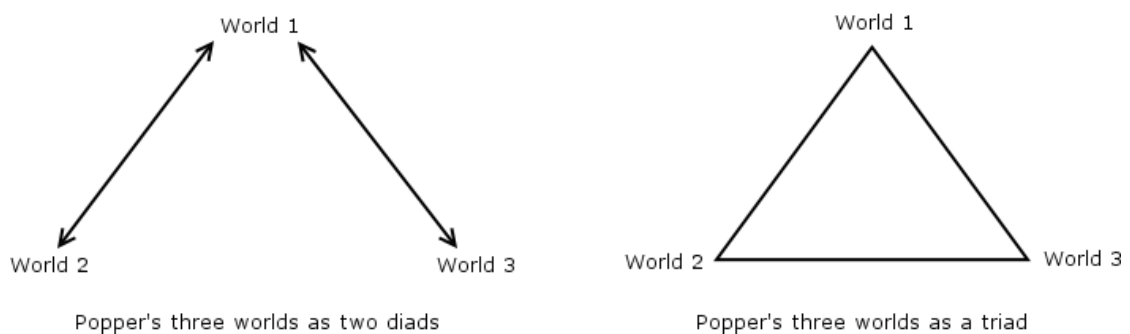 World 1
World 2
World 3
Popper's three worlds as two diads
World 1
World 2
World 3
Popper's three worlds as a triad